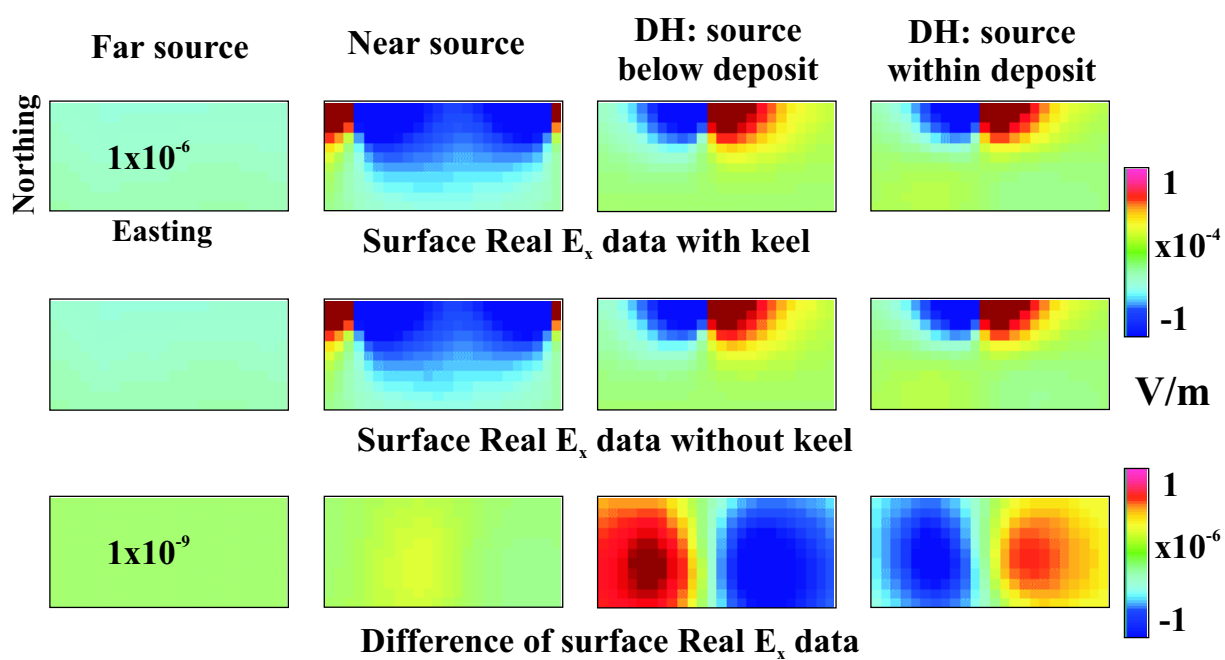 Far source
Near source
DH: source
below deposit
DH: source
within deposit
Northing
1x10-6
Easting
Surface Real Ex data with keel
1
x10-4
-1
V/m
Surface Real Ex data without keel
1x10-9
1
x10-6
-1
Difference of surface Real Ex data